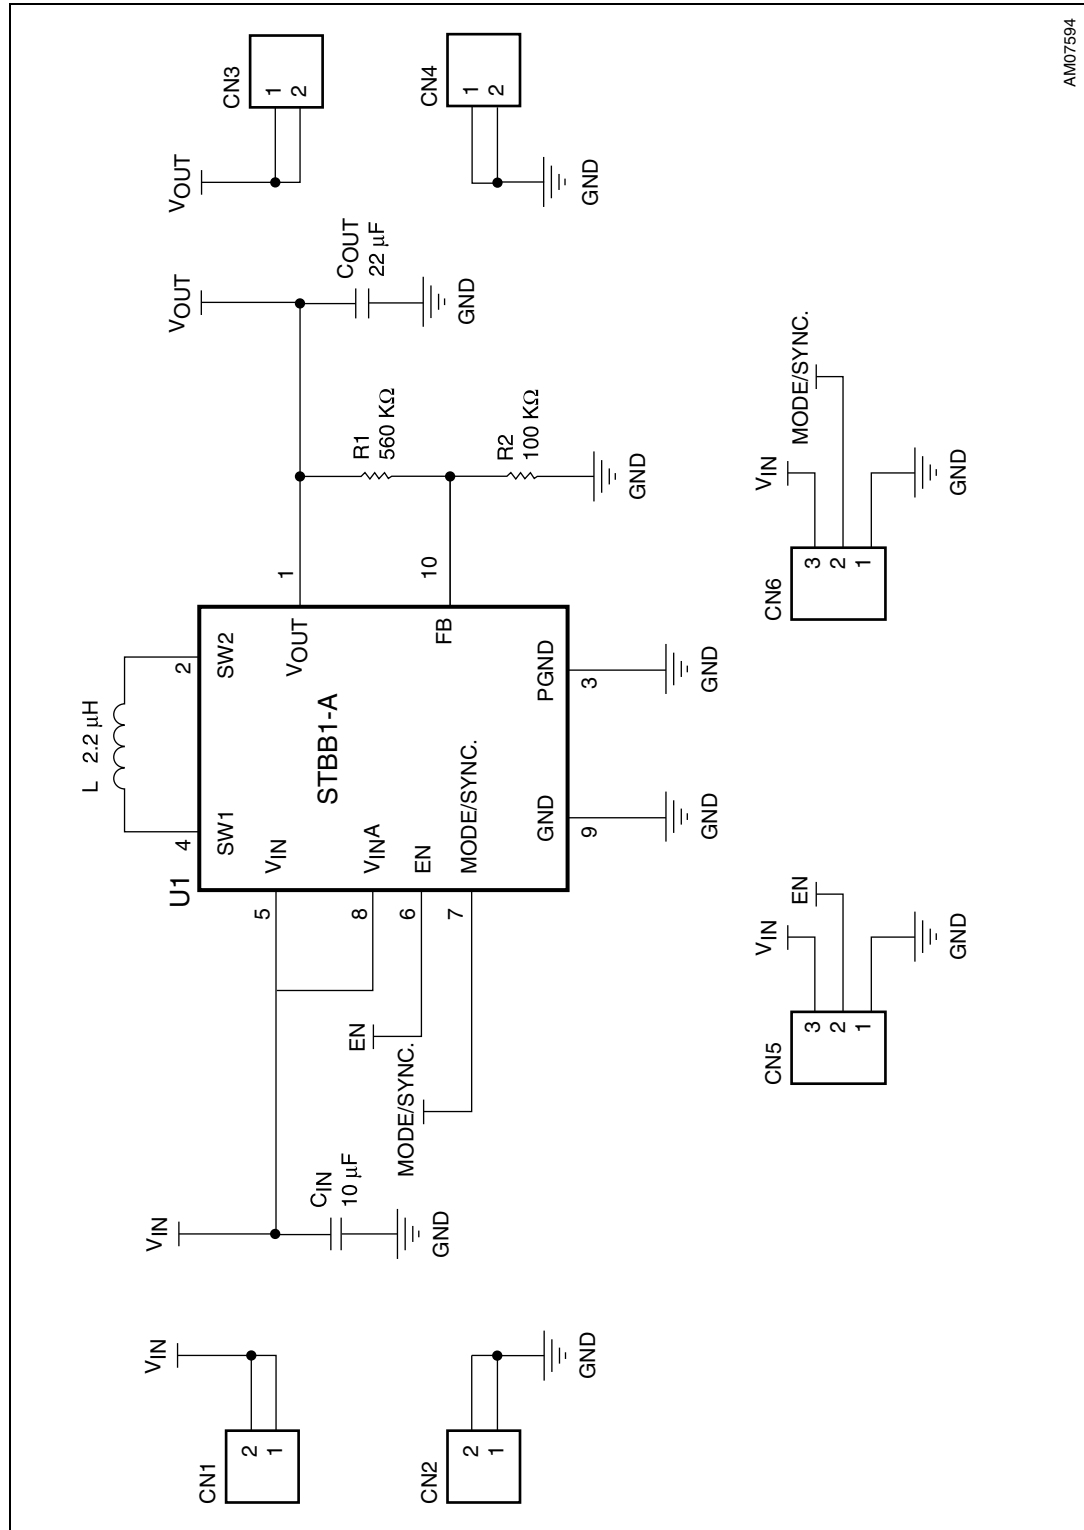 AM07594
CN3
1
2
VOUT
CN4
1
2
GND
VOUT
COUT
22 µF
GND
R1
560 KΩ
R2
100 KΩ
GND
L 2.2 µH
4
2
SW1
SW2
U1
STBB1-A
VIN
5
VINA
8
EN
6
MODE/SYNC.
7
VOUT
1
FB
10
GND
9
GND
PGND
3
GND
EN
MODE/SYNC.
VIN
CIN
10 µF
GND
VIN
CN1
2
1
CN2
2
1
GND
CN5
3
2
1
VIN
EN
GND
CN6
3
2
1
VIN
MODE/SYNC.
GND